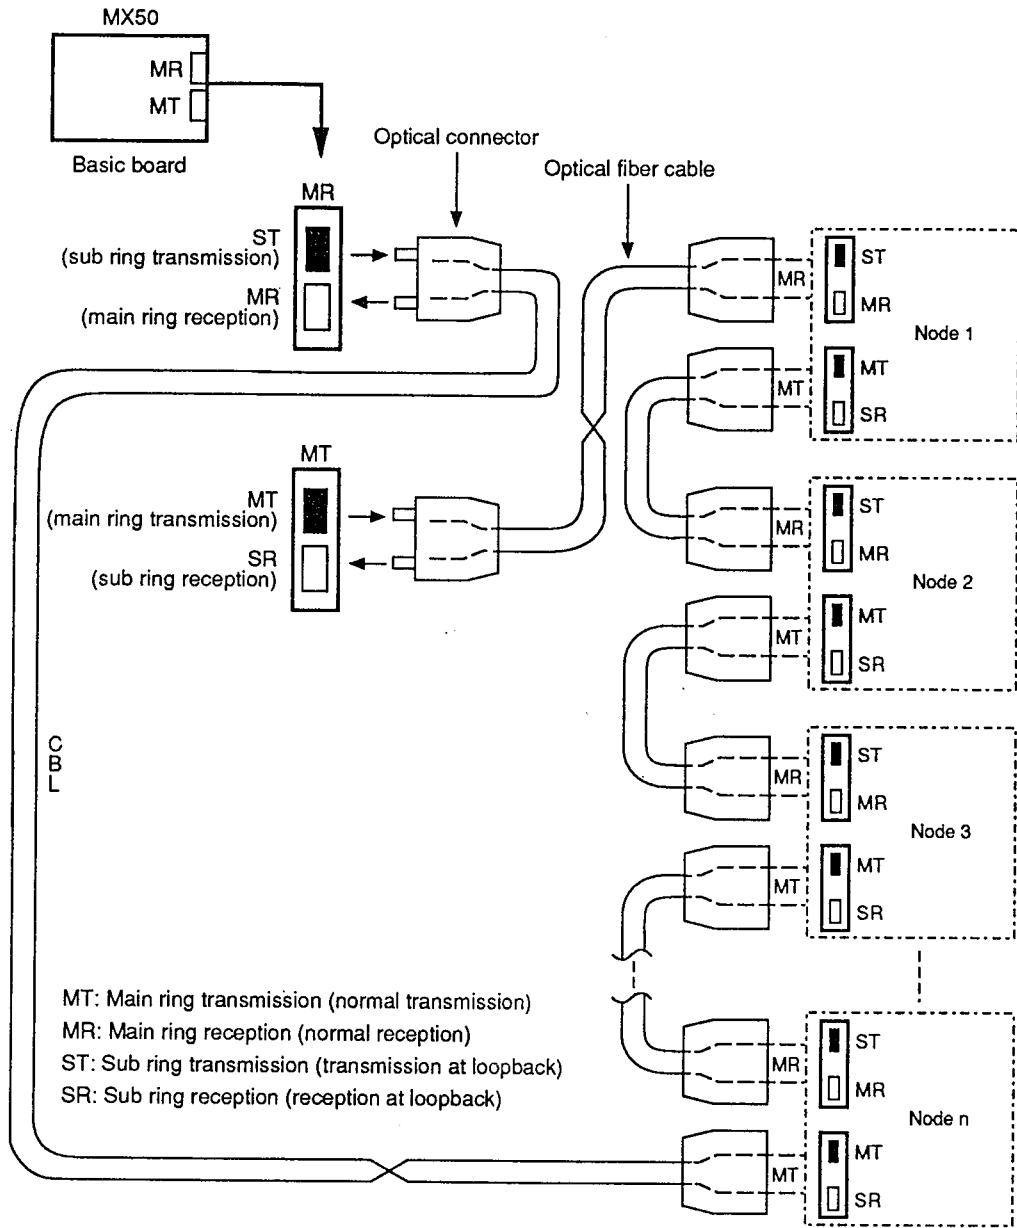 MX50
MR
MT
Basic board
Optical connector
Optical fiber cable
MR
ST
(sub ring transmission)
MR
(main ring reception)
MT
MT
(main ring transmission)
SR
(sub ring reception)
MR
ST
MR
Node 1
MT
MT
SR
MR
ST
MR
Node 2
MT
MT
SR
MR
ST
MR
Node 3
MT
MT
SR
CBL
MT: Main ring transmission (normal transmission)
MR: Main ring reception (normal reception)
ST: Sub ring transmission (transmission at loopback)
SR: Sub ring reception (reception at loopback)
MR
ST
MR
Node n
MT
MT
SR